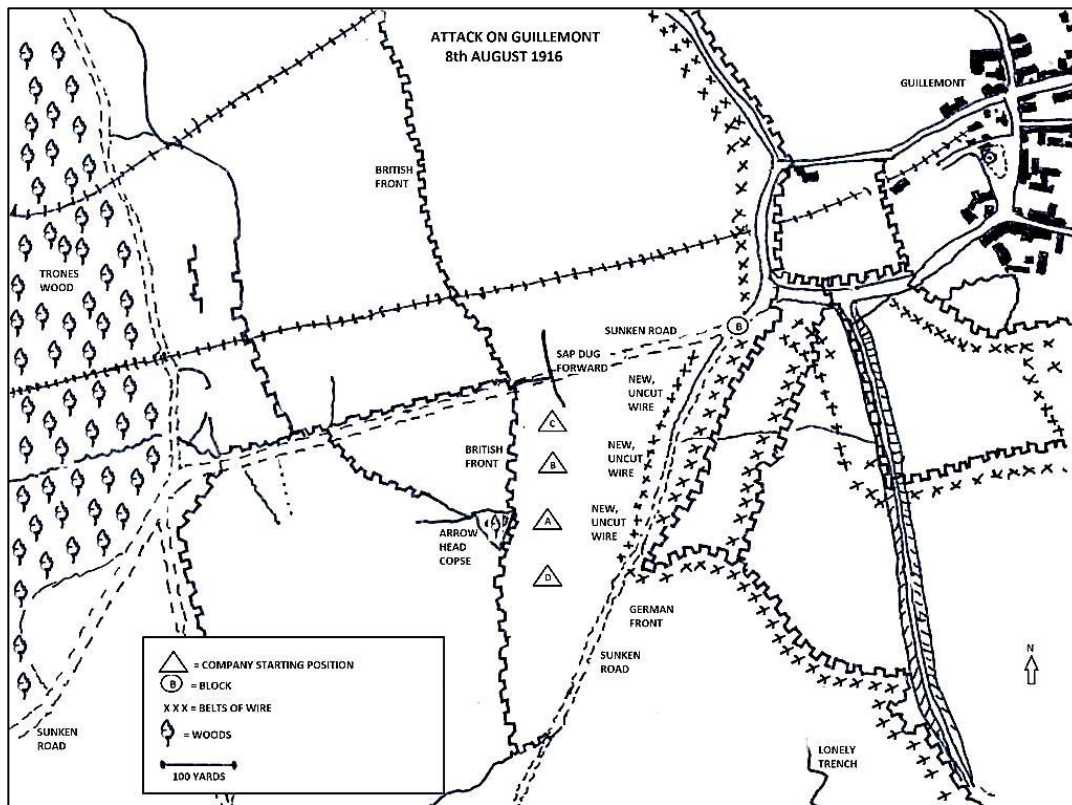 ATTACK ON GUILLEMONT
8th AUGUST 1916
GUILLEMONT
BRITISH
FRONT
TRONES
WOOD
SUNKEN ROAD
B
SAP DUG
FORWARD
NEW,
UNCUT
WIRE
C
BRITISH
FRONT
B
NEW,
UNCUT
WIRE
A
NEW,
UNCUT
WIRE
ARROW
HEAD
COPSE
D
GERMAN
FRONT
SUNKEN
ROAD
N
△ = COMPANY STARTING POSITION
B = BLOCK
X X X = BELTS OF WIRE
= WOODS
100 YARDS
SUNKEN
ROAD
LONELY
TRENCH